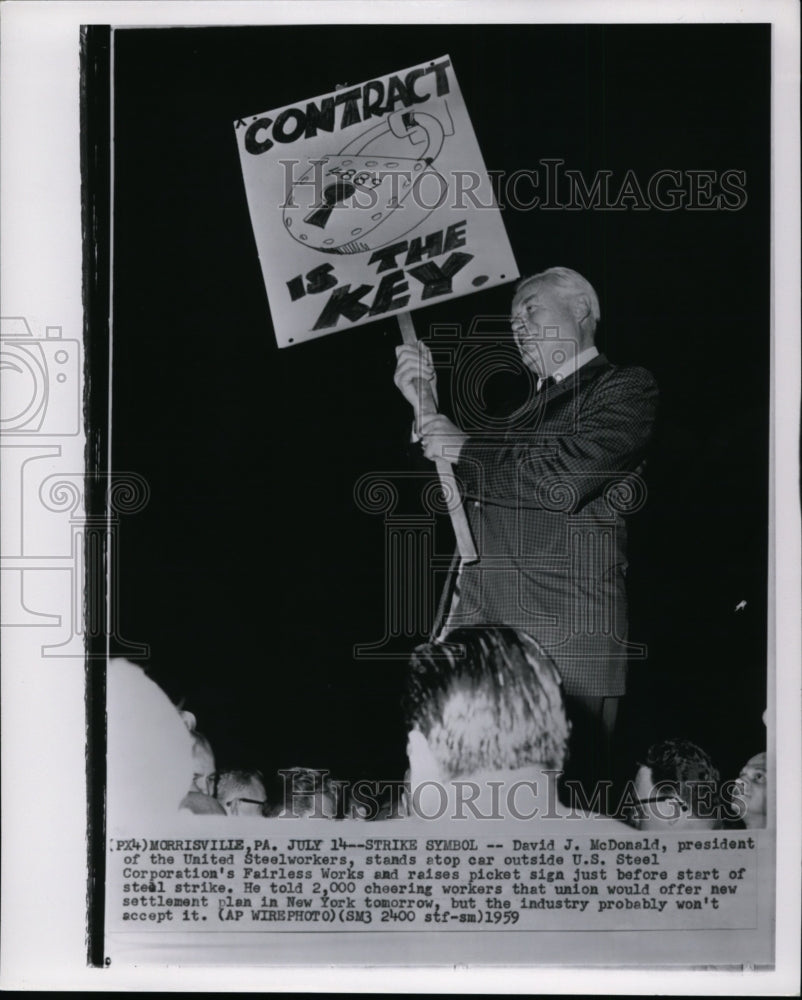 CONTRACT
4889
IS THE
KEY.
HISTORIC IMAGES
HISTORIC IMAGES
(PX4) MORRISVILLE, PA. JULY 14--STRIKE SYMBOL -- David J. McDonald, president
of the United Steelworkers, stands atop car outside U.S. Steel
Corporation's Fairless Works and raises picket sign just before start of
steel strike. He told 2,000 cheering workers that union would offer new
settlement plan in New York tomorrow, but the industry probably won't
accept it. (AP WIREPHOTO)(SM3 2400 stf-sm)1959